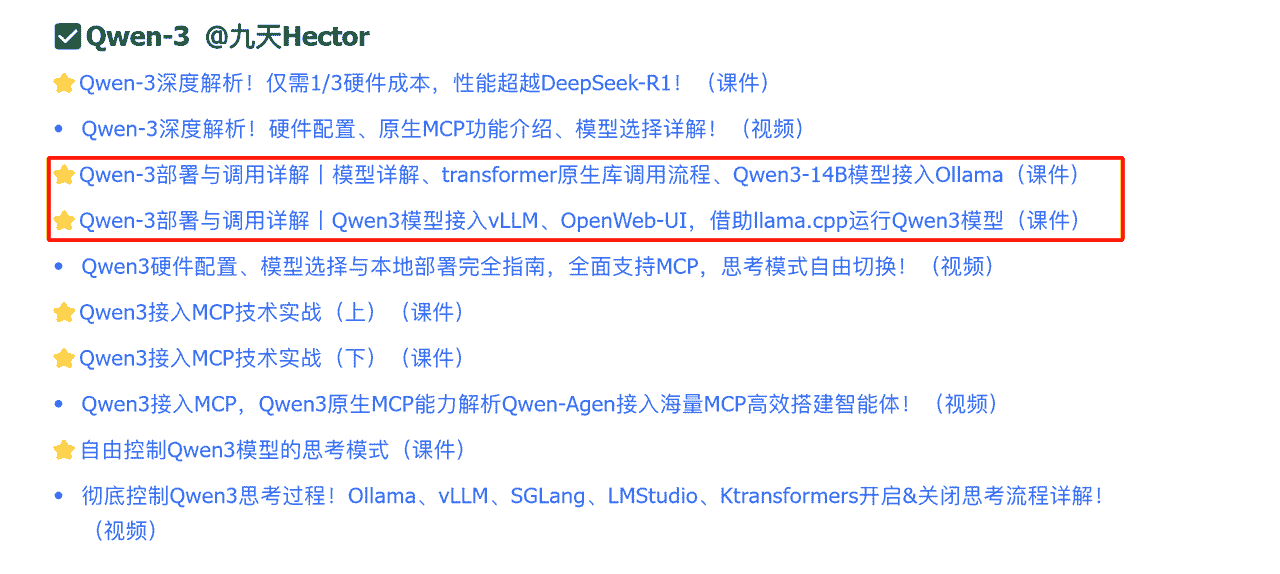 Qwen-3 @九天Hector
Qwen-3深度解析！仅需1/3硬件成本，性能超越DeepSeek-R1！（课件）
Qwen-3深度解析！硬件配置、原生MCP功能介绍、模型选择详解！（视频）
Qwen-3部署与调用详解丨模型详解、transformer原生库调用流程、Qwen3-14B模型接入Ollama（课件）
Qwen-3部署与调用详解丨Qwen3模型接入vLLM、OpenWeb-UI，借助llama.cpp运行Qwen3模型（课件）
Qwen3硬件配置、模型选择与本地部署完全指南，全面支持MCP，思考模式自由切换！（视频）
Qwen3接入MCP技术实战（上）（课件）
Qwen3接入MCP技术实战（下）（课件）
Qwen3接入MCP，Qwen3原生MCP能力解析Qwen-Agen接入海量MCP高效搭建智能体！（视频）
自由控制Qwen3模型的思考模式（课件）
彻底控制Qwen3思考过程！Ollama、vLLM、SGLang、LMStudio、Ktransformers开启&关闭思考流程详解！
（视频）